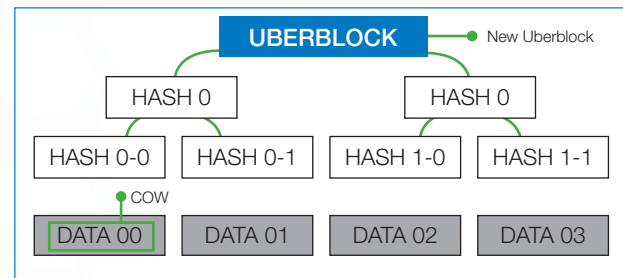 UBERBLOCK
New Uberblock
HASH 0
HASH 0
HASH 0-0
HASH 0-1
HASH 1-0
HASH 1-1
COW
DATA 00
DATA 01
DATA 02
DATA 03